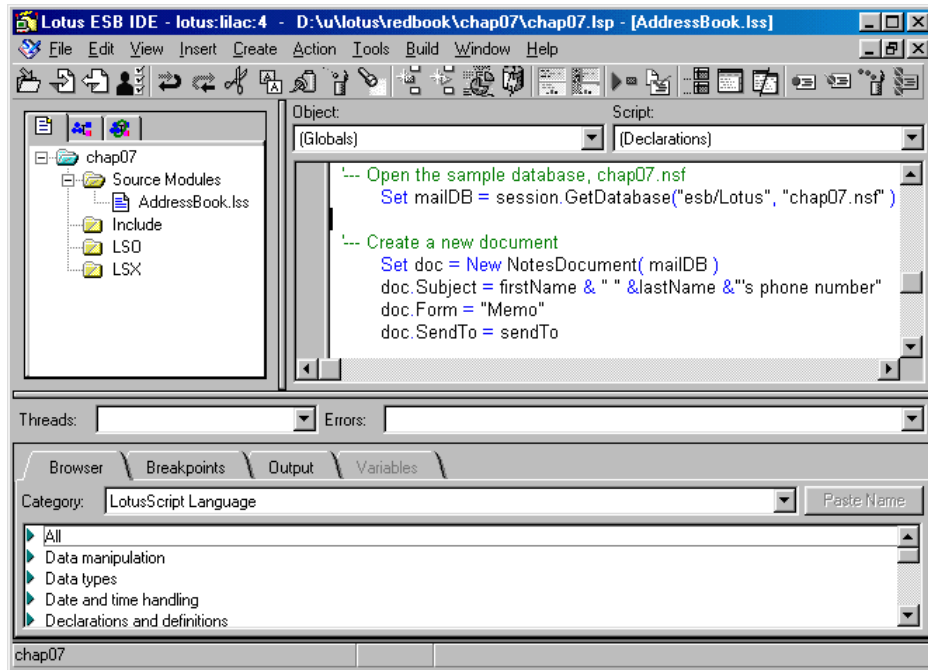 Lotus ESB IDE - lotus:lilac:4 - D:\u\lotus\redbook\chap07\chap07.lsp - [AddressBook.lss]
File Edit View Insert Create Action Tools Build Window Help
Object: Script:
(Globals) (Declarations)
chap07
Source Modules
AddressBook.lss
Include
LSO
LSX
'--- Open the sample database, chap07.nsf
Set mailDB = session.GetDatabase("esb/Lotus", "chap07.nsf" )
'--- Create a new document
Set doc = New NotesDocument( mailDB )
doc.Subject = firstName & " " &lastName &"'s phone number"
doc.Form = "Memo"
doc.SendTo = sendTo
Threads: Errors:
Browser Breakpoints Output Variables
Category: LotusScript Language Paste Name
All
Data manipulation
Data types
Date and time handling
Declarations and definitions
chap07